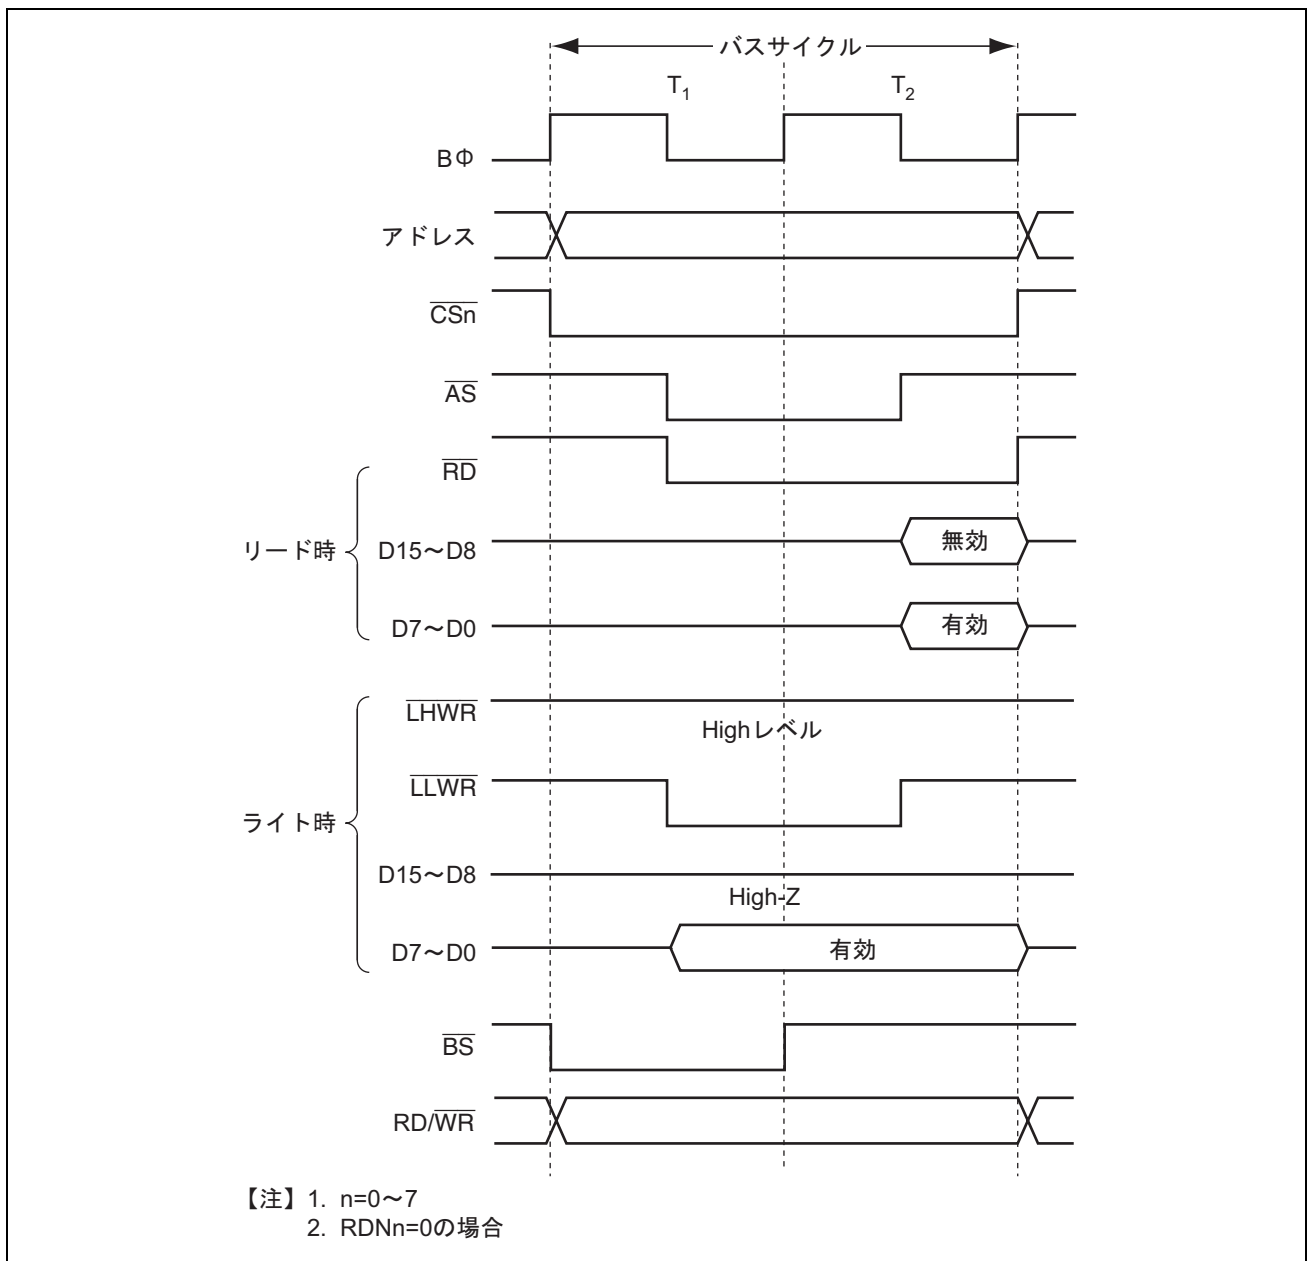 バスサイクル
T1 T2
BΦ
アドレス
CSn
AS
RD
リード時
D15～D8 無効
D7～D0 有効
LHWR
Highレベル
LLWR
ライト時
D15～D8
High-Z
D7～D0 有効
BS
RD/WR
【注】1. n=0～7
2. RDNn=0の場合